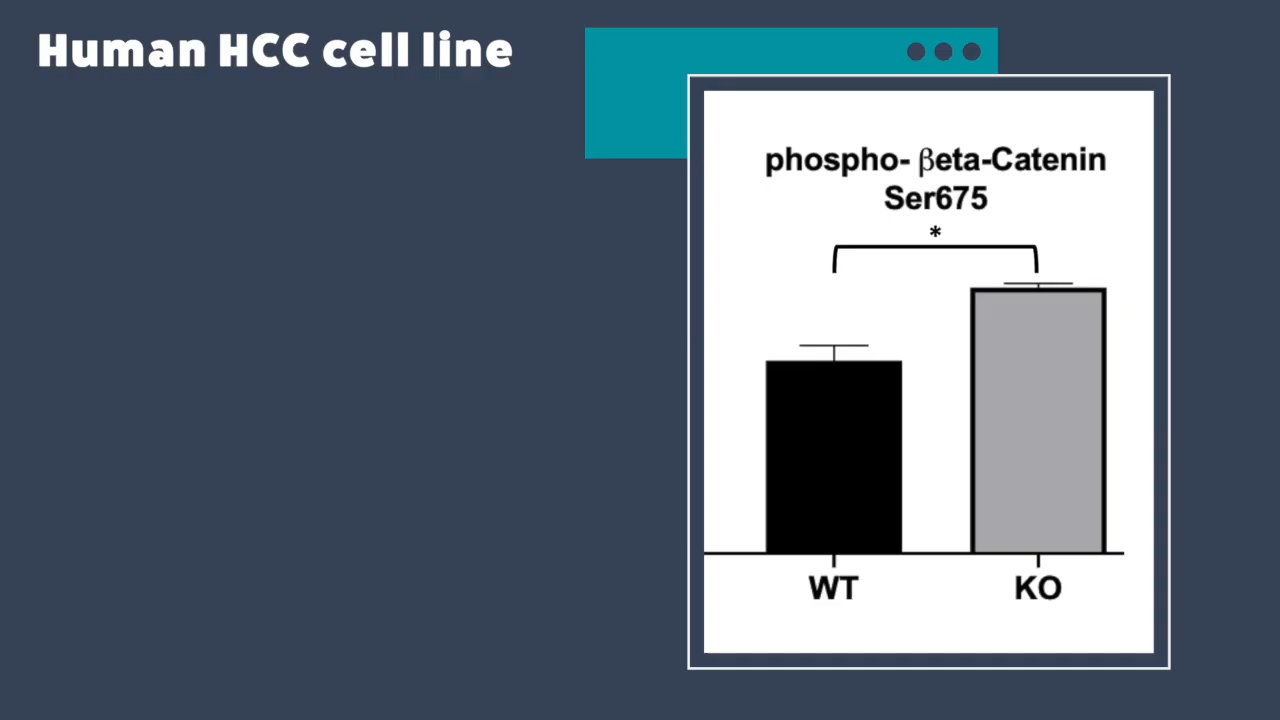 Human HCC cell line
phospho- βeta-Catenin
Ser675
*
WT KO